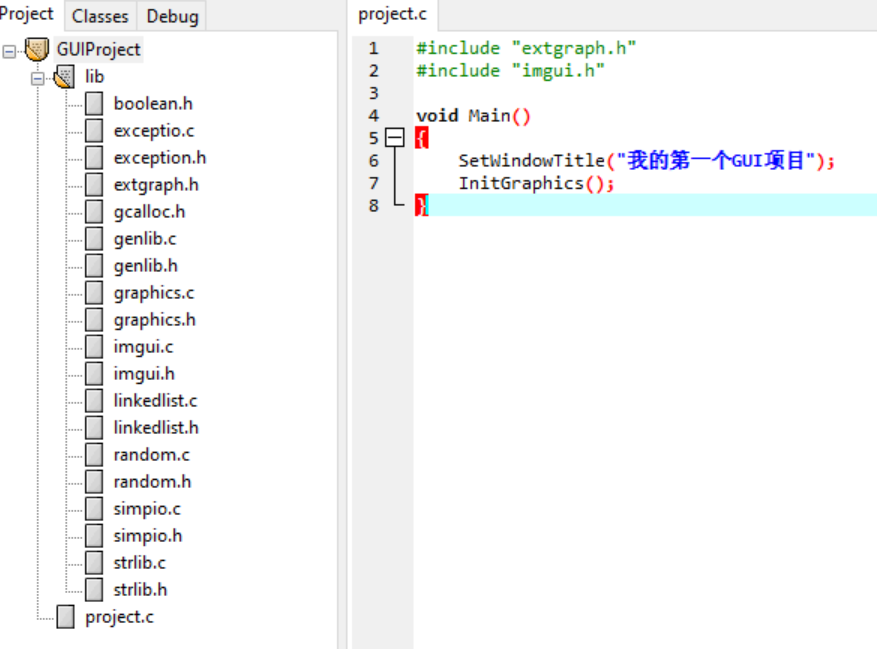 Project Classes Debug
GUIProject
lib
boolean.h
exceptio.c
exception.h
extgraph.h
gcalloc.h
genlib.c
genlib.h
graphics.c
graphics.h
imgui.c
imgui.h
linkedlist.c
linkedlist.h
random.c
random.h
simpio.c
simpio.h
strlib.c
strlib.h
project.c
project.c
1 #include "extgraph.h"
2 #include "imgui.h"
3
4 void Main()
5 {
6 SetWindowTitle("我的第一个GUI项目");
7 InitGraphics();
8 }